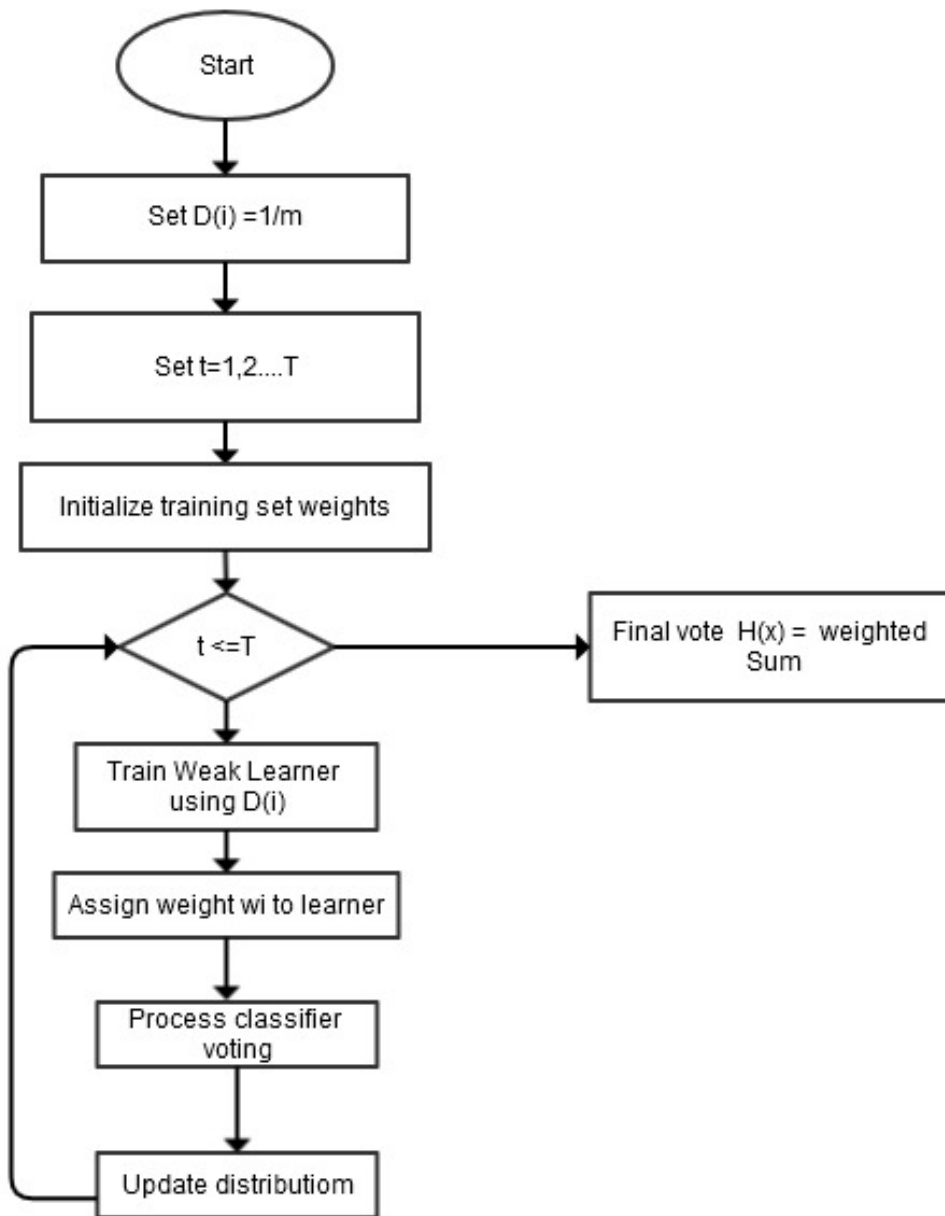 Start
Set D(i) =1/m
Set t=1,2....T
Initialize training set weights
t <=T
Final vote H(x) = weighted
Sum
Train Weak Learner
using D(i)
Assign weight wi to learner
Process classifier
voting
Update distributiom